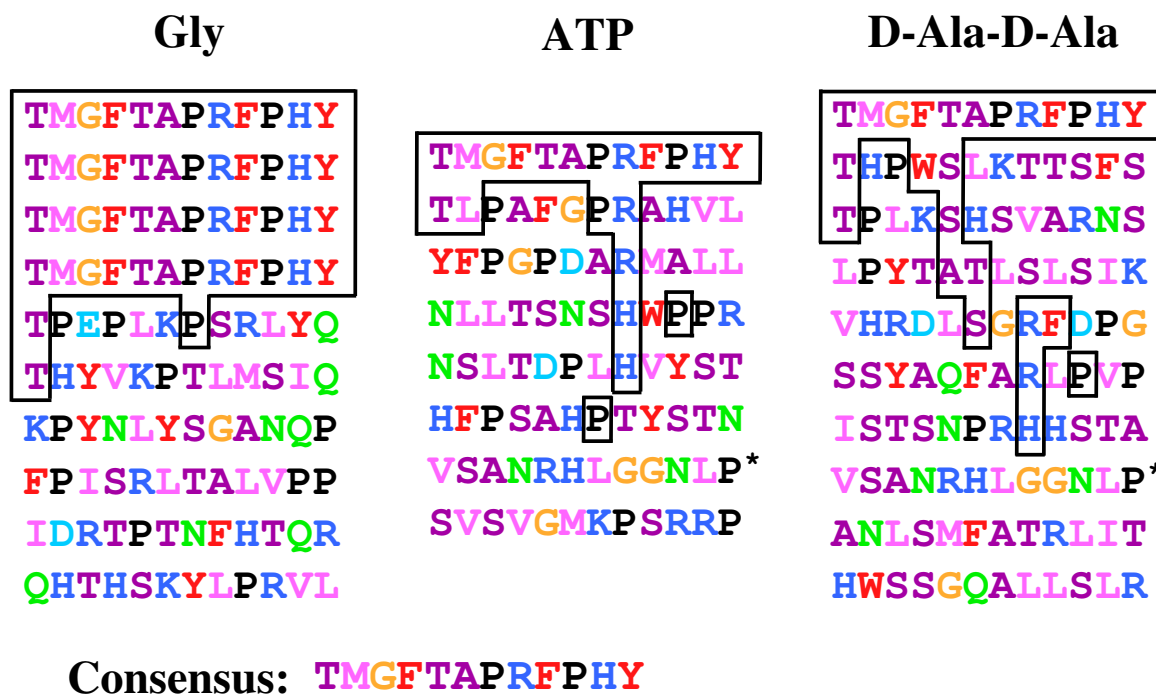 Gly
TMGFTAPRFPHY
TMGFTAPRFPHY
TMGFTAPRFPHY
TMGFTAPRFPHY
TPEPLKPSRLYQ
THYVKPTLMSIQ
KPYNLYSGANQP
FPISRLTALVPP
IDRTPTNFHTQR
QHTHSKYLPRVL
ATP
TMGFTAPRFPHY
TLPAFGPRAHVL
YFPGPDARMALL
NLLTSNSHWPPR
NSLTDPLHVYST
HFPSAHPTYSTN
VSANRHLGGNLP*
SVSVGMKPSRRP
D-Ala-D-Ala
TMGFTAPRFPHY
THPWSLKTTSFS
TPLKSHSVARNS
LPYTATLSLSIK
VHRDLSGRFDPG
SSYAQFARLPVP
ISTSNPRHHSTA
VSANRHLGGNLP*
ANLSMFATRLIT
HWSSGQALLSLR
Consensus: TMGFTAPRFPHY